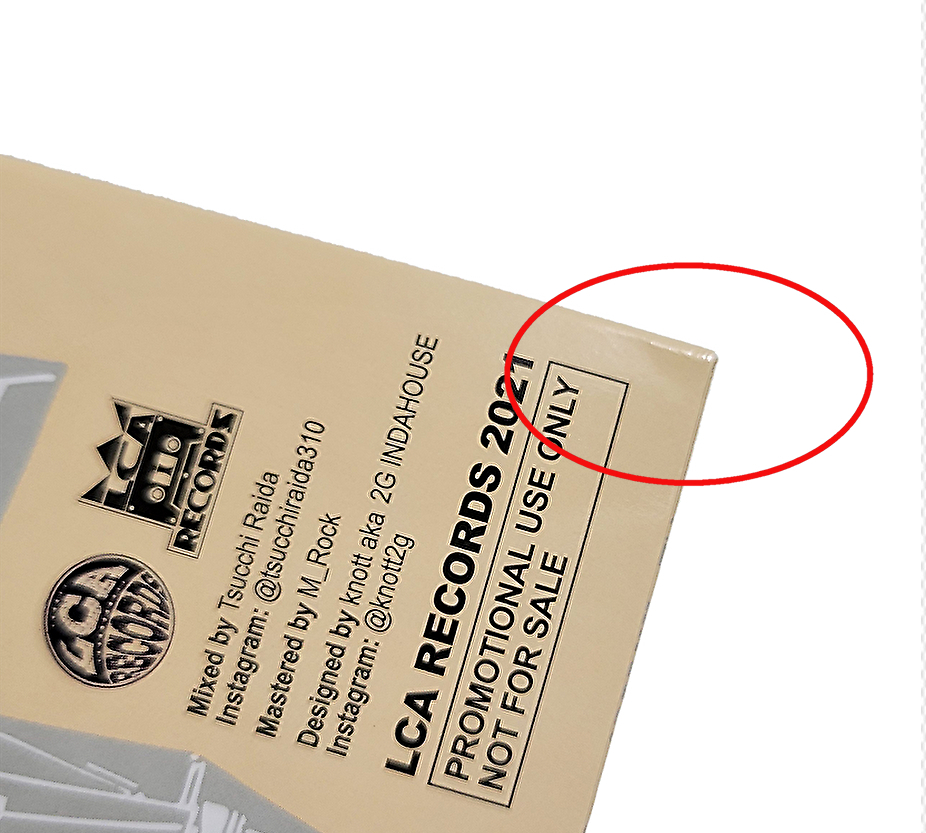 LCA
RECORDS
LCA
RECORDS
Mixed by Tsucchi Raida
Instagram: @tsucchiraida310
Mastered by M_Rock
Designed by knott aka 2G INDAHOUSE
Instagram: @knott2g
LCA RECORDS 2021
PROMOTIONAL USE ONLY
NOT FOR SALE